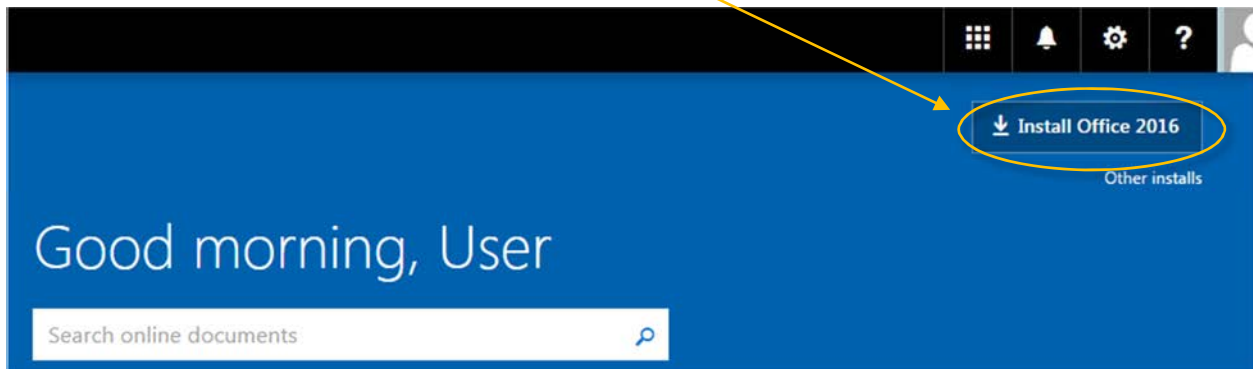 ?
Install Office 2016
Other installs
Good morning, User
Search online documents